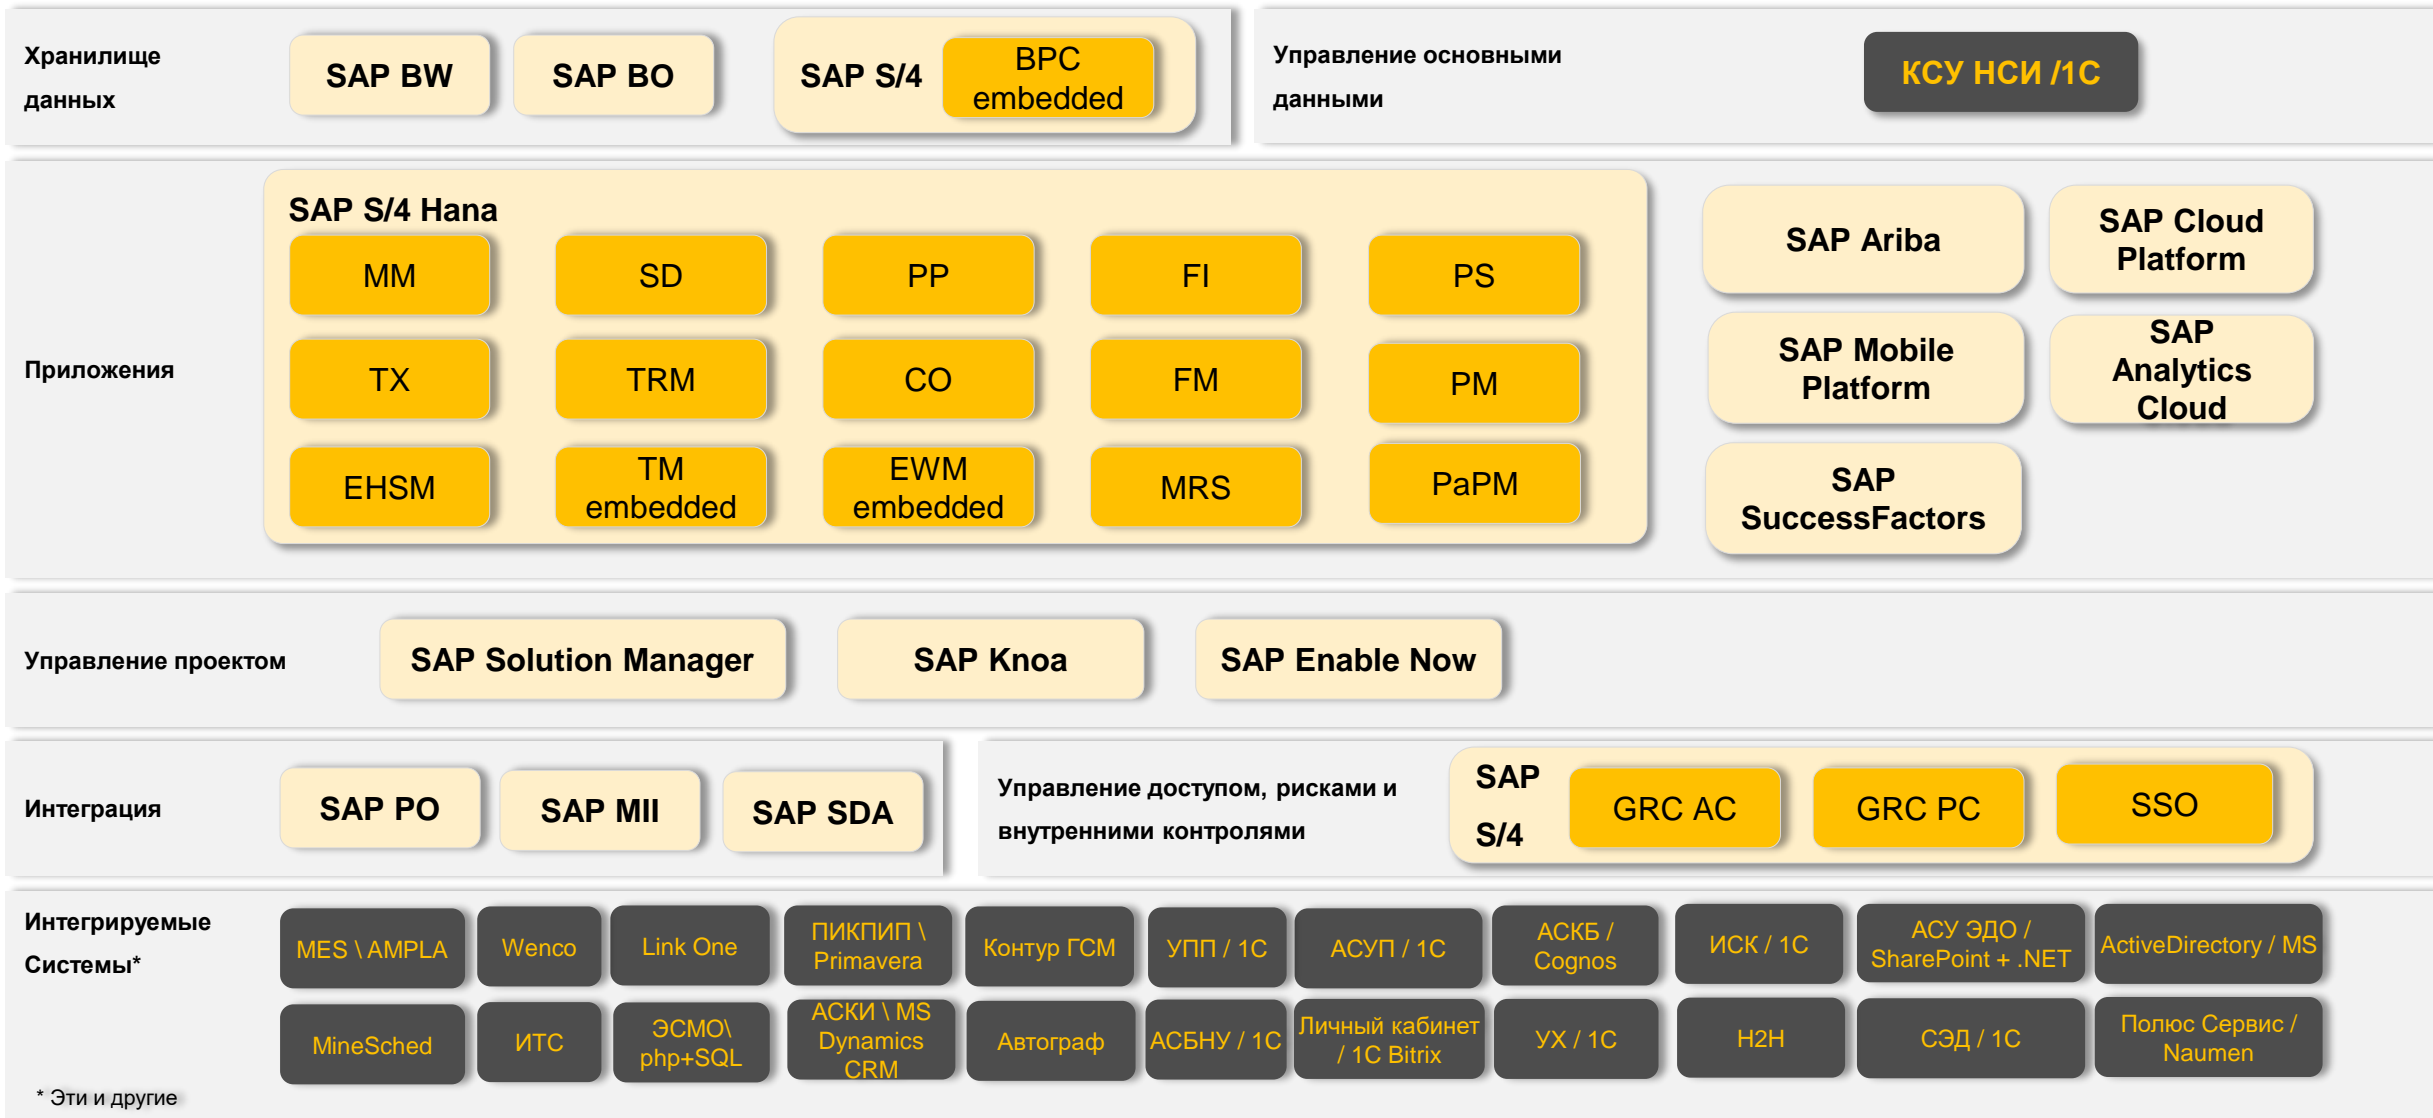 Хранилище
данных
SAP BW
SAP BO
SAP S/4
BPC
embedded
Управление основными
данными
КСУ НСИ /1С
Приложения
SAP S/4 Hana
MM
SD
PP
FI
PS
TX
TRM
CO
FM
PM
EHSM
TM
embedded
EWM
embedded
MRS
PaPM
SAP Ariba
SAP Cloud
Platform
SAP Mobile
Platform
SAP
Analytics
Cloud
SAP
SuccessFactors
Управление проектом
SAP Solution Manager
SAP Knoa
SAP Enable Now
Интеграция
SAP PO
SAP MII
SAP SDA
Управление доступом, рисками и
внутренними контролями
SAP
S/4
GRC AC
GRC PC
SSO
Интегрируемые
Системы*
MES \ AMPLA
Wenco
Link One
ПИКПИП \
Primavera
Контур ГСМ
УПП / 1С
АСУП / 1С
АСКБ /
Cognos
ИСК / 1С
АСУ ЭДО /
SharePoint + .NET
ActiveDirectory / MS
MineSched
ИТС
ЭСМО\
php+SQL
АСКИ \ MS
Dynamics
CRM
Автограф
АСБНУ / 1С
Личный кабинет
/ 1C Bitrix
УХ / 1С
H2H
СЭД / 1С
Полюс Сервис /
Naumen
* Эти и другие